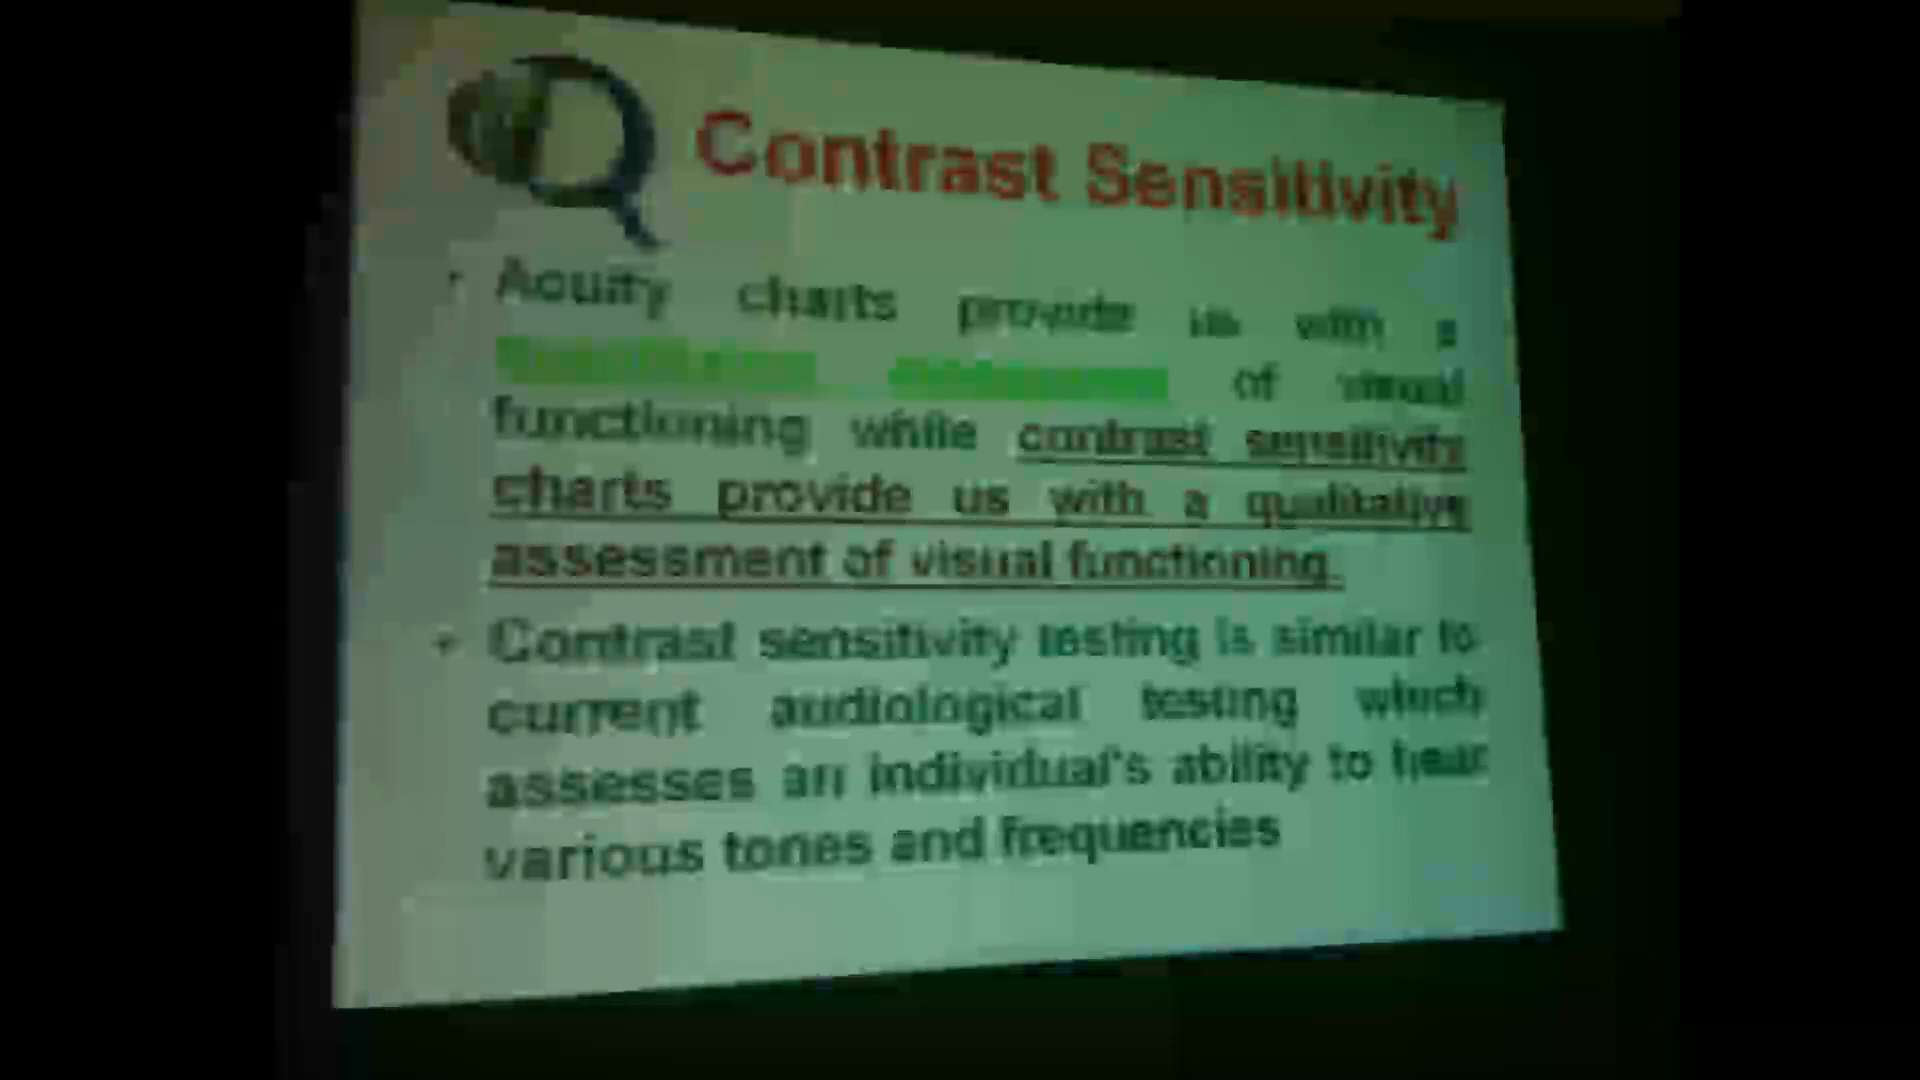 Contrast Sensitivity
• Acuity charts provide us with a
of visual
functioning while contrast sensitivity
charts provide us with a qualitative
assessment of visual functioning.
• Contrast sensitivity testing is similar to
current audiological testing which
assesses an individual's ability to hear
various tones and frequencies